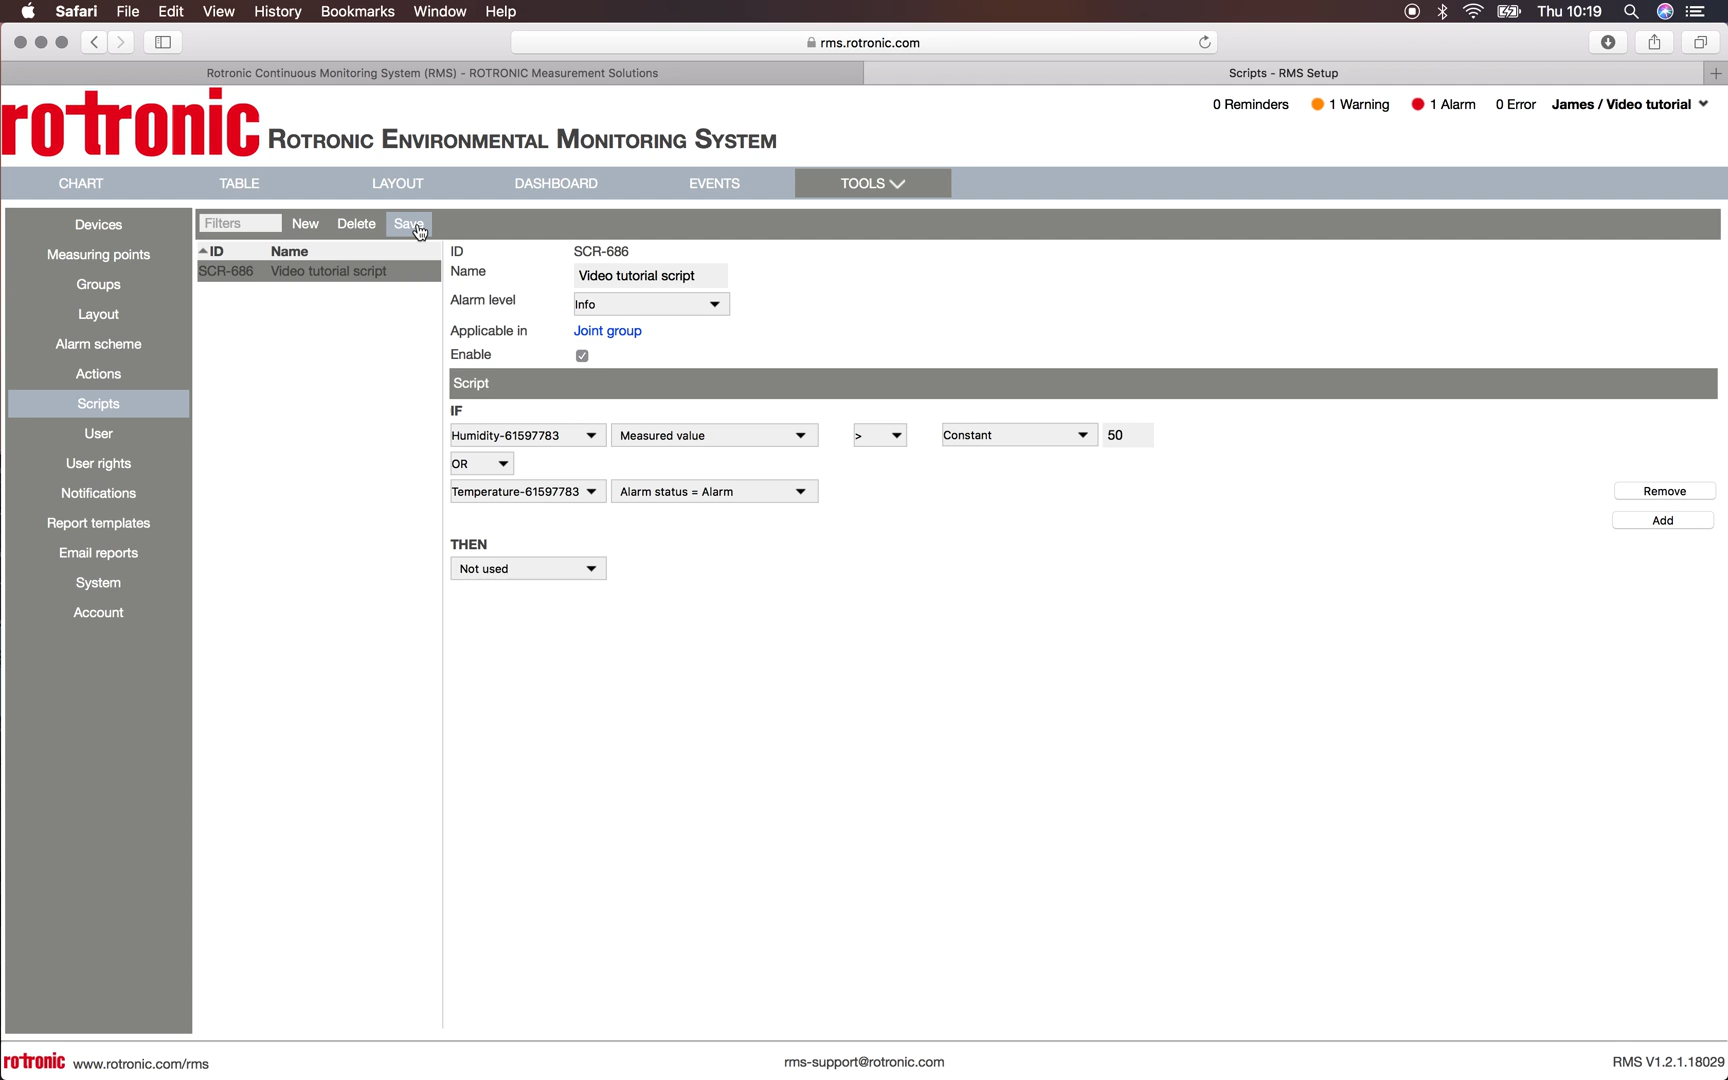 Safari File Edit View History Bookmarks Window Help Thu 10:19
rms.rotronic.com
Rotronic Continuous Monitoring System (RMS) - ROTRONIC Measurement Solutions Scripts - RMS Setup
rotronic ROTRONIC ENVIRONMENTAL MONITORING SYSTEM
0 Reminders 1 Warning 1 Alarm 0 Error James / Video tutorial
CHART TABLE LAYOUT DASHBOARD EVENTS TOOLS
Devices
Measuring points
Groups
Layout
Alarm scheme
Actions
Scripts
User
User rights
Notifications
Report templates
Email reports
System
Account
Filters New Delete Save
ID Name
SCR-686 Video tutorial script
ID SCR-686
Name Video tutorial script
Alarm level Info
Applicable in Joint group
Enable
Script
IF
Humidity-61597783 Measured value > Constant 50
OR
Temperature-61597783 Alarm status = Alarm Remove
Add
THEN
Not used
rotronic www.rotronic.com/rms rms-support@rotronic.com RMS V1.2.1.18029